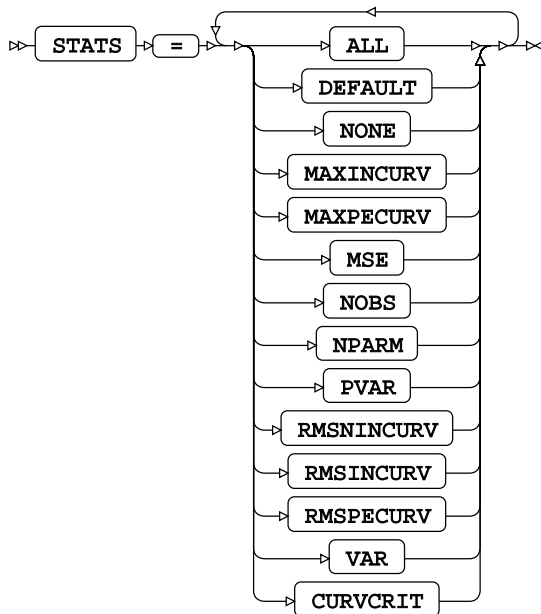 STATS = ALL
DEFAULT
NONE
MAXINCURV
MAXPECURV
MSE
NOBS
NPARM
PVAR
RMSNINCURV
RMSINCURV
RMSPECURV
VAR
CURVCRIT